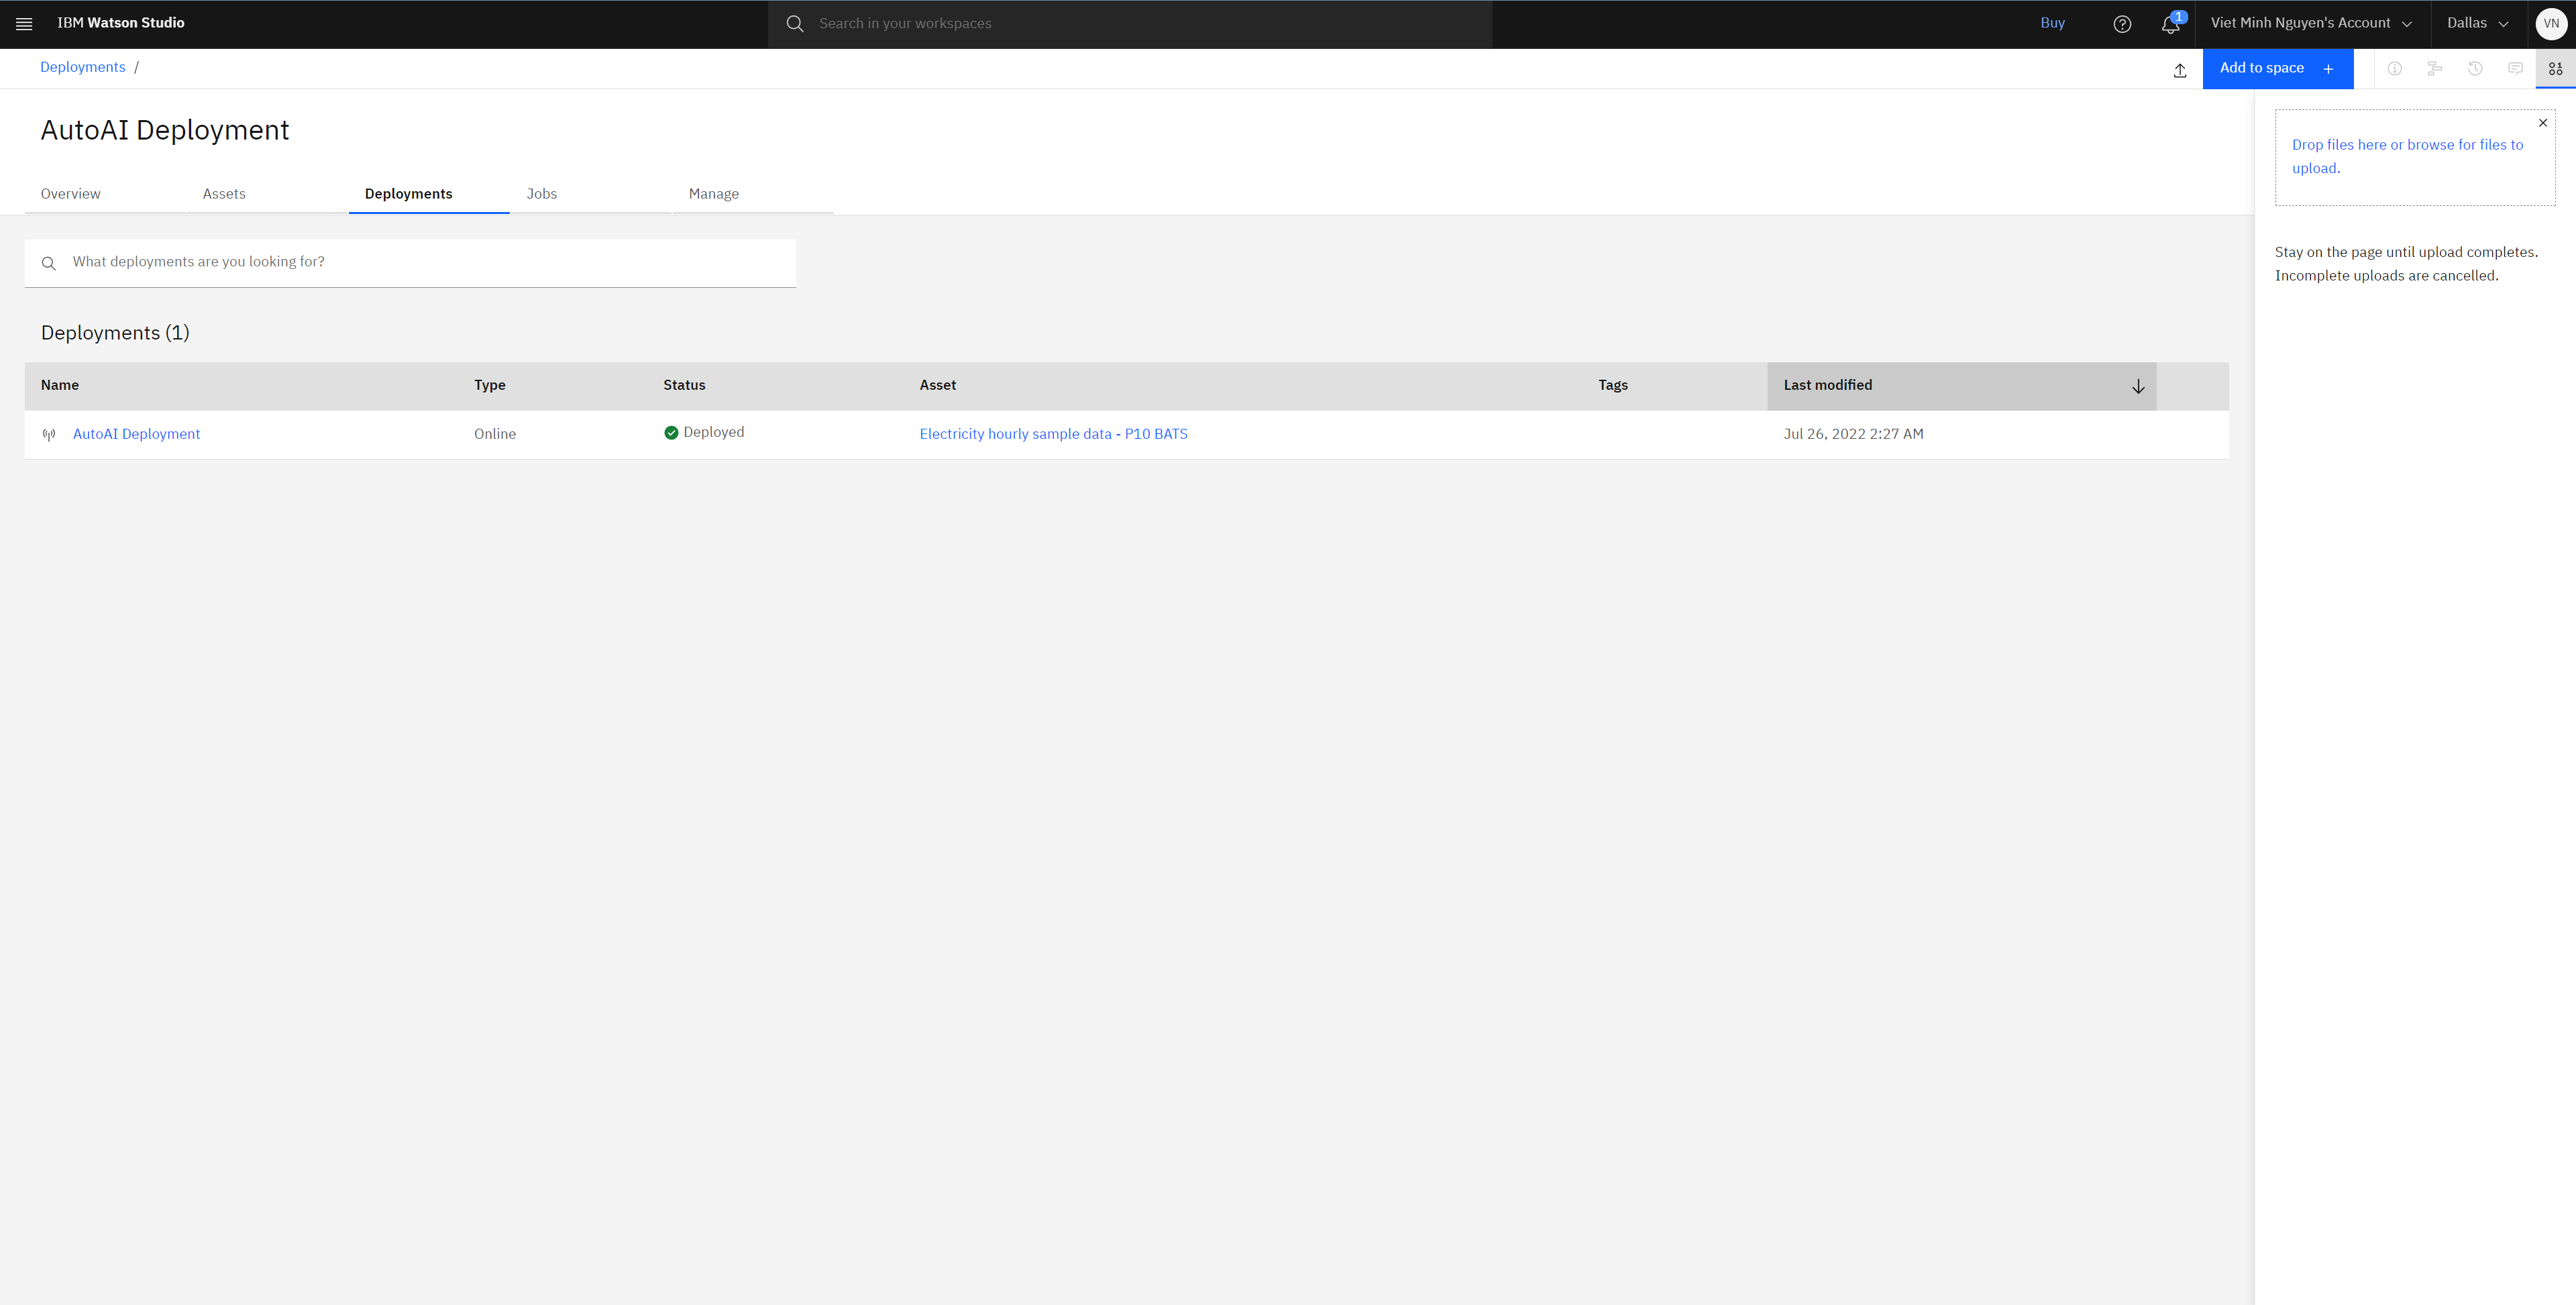 IBM Watson Studio
Search in your workspaces
Buy
1
Viet Minh Nguyen's Account
Dallas
VN
Deployments /
Add to space +
AutoAI Deployment
Overview
Assets
Deployments
Jobs
Manage
What deployments are you looking for?
Deployments (1)
Name Type Status Asset Tags Last modified
AutoAI Deployment Online Deployed Electricity hourly sample data - P10 BATS Jul 26, 2022 2:27 AM
Drop files here or browse for files to
upload.
Stay on the page until upload completes.
Incomplete uploads are cancelled.